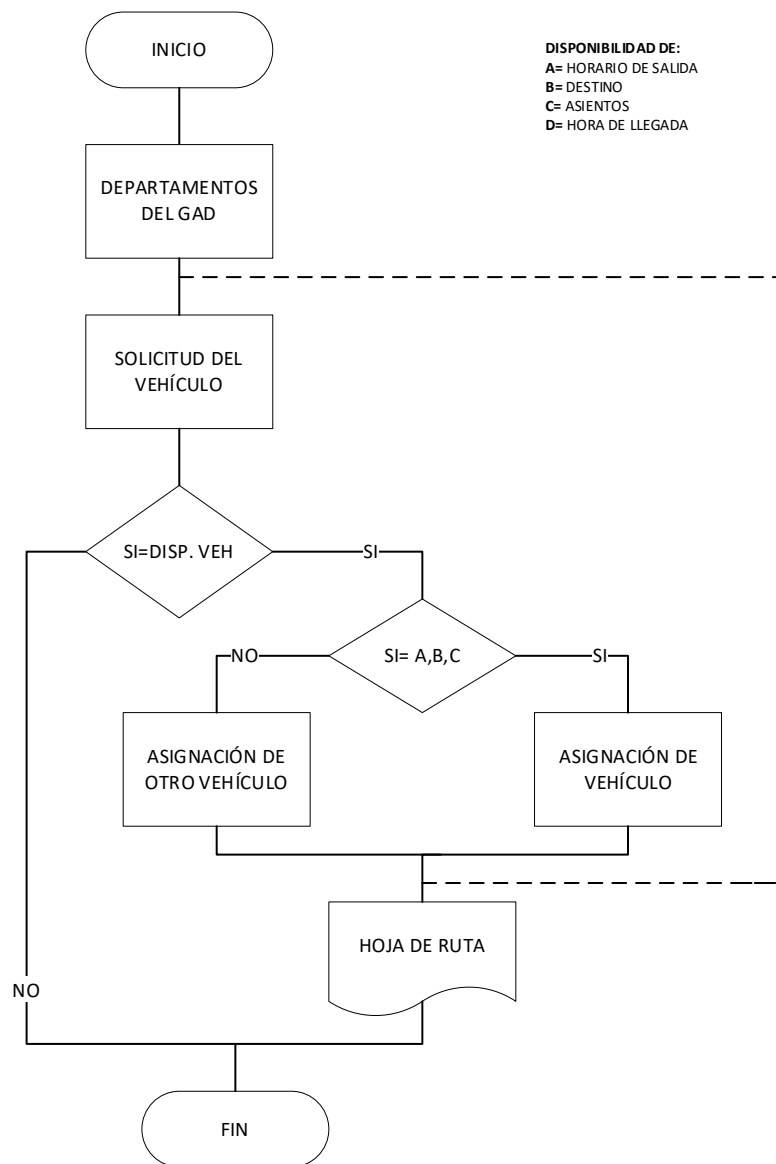 INICIO
DISPONIBILIDAD DE:
A= HORARIO DE SALIDA
B= DESTINO
C= ASIENTOS
D= HORA DE LLEGADA
DEPARTAMENTOS
DEL GAD
SOLICITUD DEL
VEHÍCULO
SI=DISP. VEH
SI
SI= A,B,C
NO
SI
ASIGNACIÓN DE
OTRO VEHÍCULO
ASIGNACIÓN DE
VEHÍCULO
HOJA DE RUTA
NO
FIN